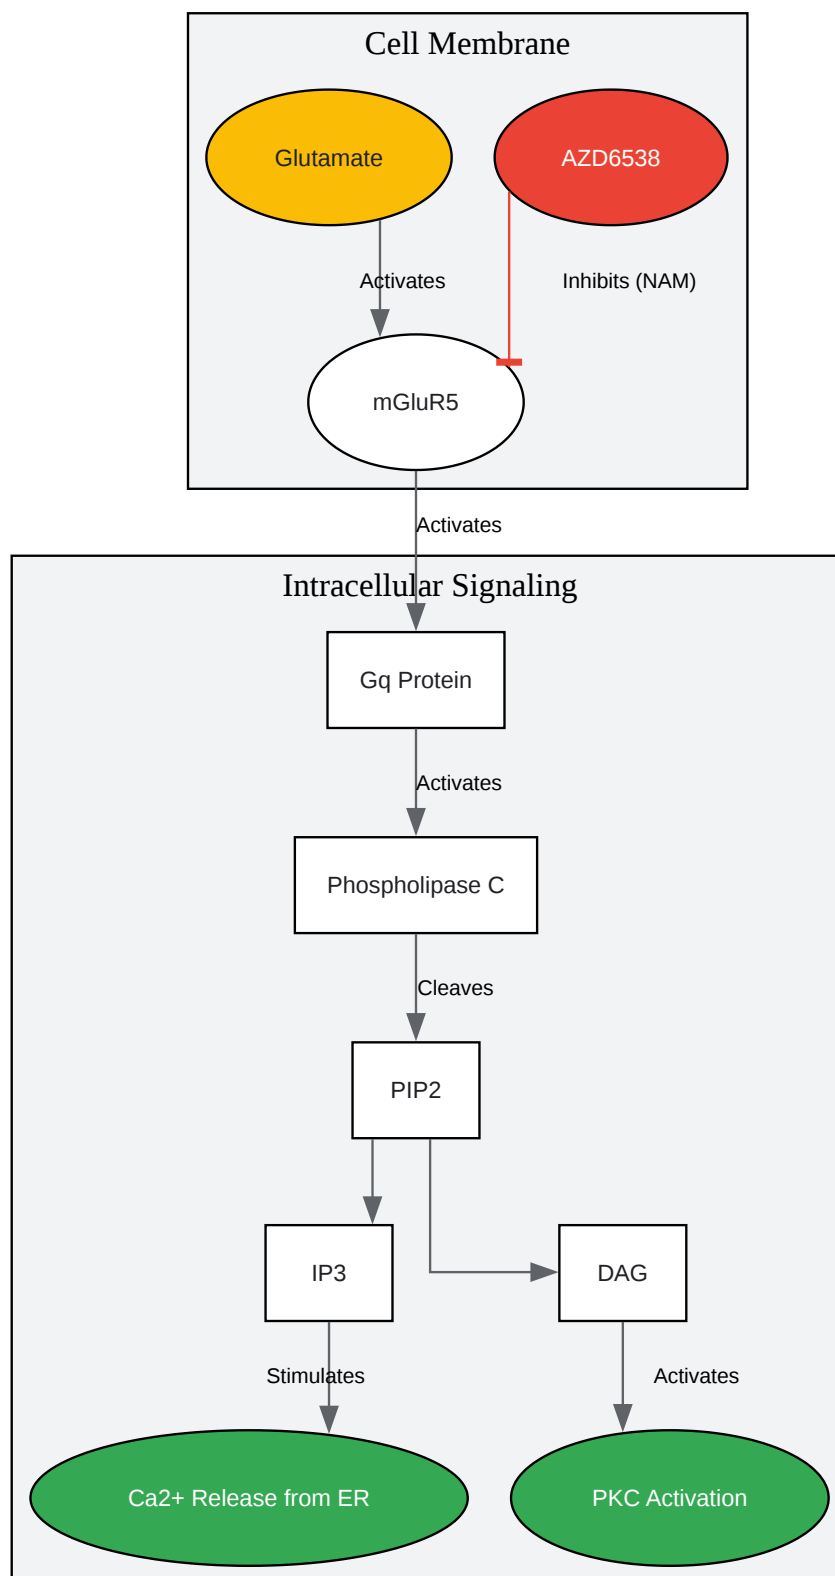 Cell Membrane
Glutamate
AZD6538
Activates
Inhibits (NAM)
mGluR5
Activates
Intracellular Signaling
Gq Protein
Activates
Phospholipase C
Cleaves
PIP2
IP3
DAG
Stimulates
Activates
Ca2+ Release from ER
PKC Activation